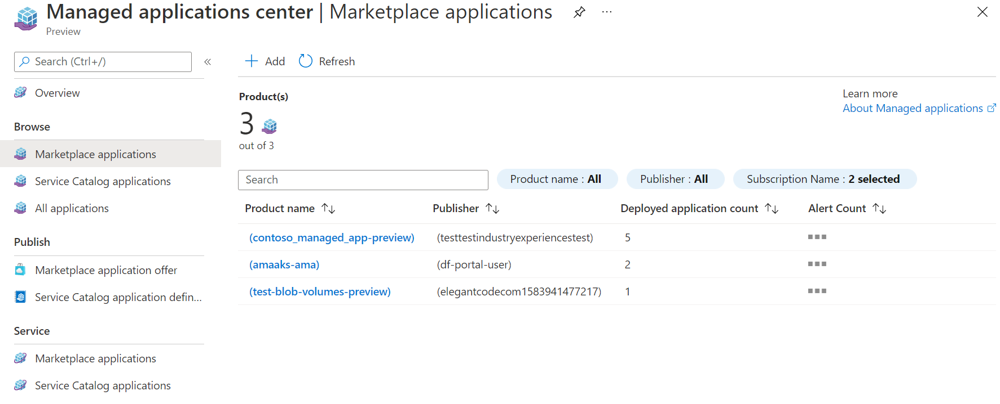 Managed applications center | Marketplace applications
Preview
Search (Ctrl+/)
Overview
Browse
Marketplace applications
Service Catalog applications
All applications
Publish
Marketplace application offer
Service Catalog application defin...
Service
Marketplace applications
Service Catalog applications
Add Refresh
Product(s)
3
out of 3
Learn more
About Managed applications
Search Product name : All Publisher : All Subscription Name : 2 selected
Product name Publisher Deployed application count Alert Count
(contoso_managed_app-preview) (testtestindustryexperiencestest) 5
(amaaks-ama) (df-portal-user) 2
(test-blob-volumes-preview) (elegantcodecom1583941477217) 1